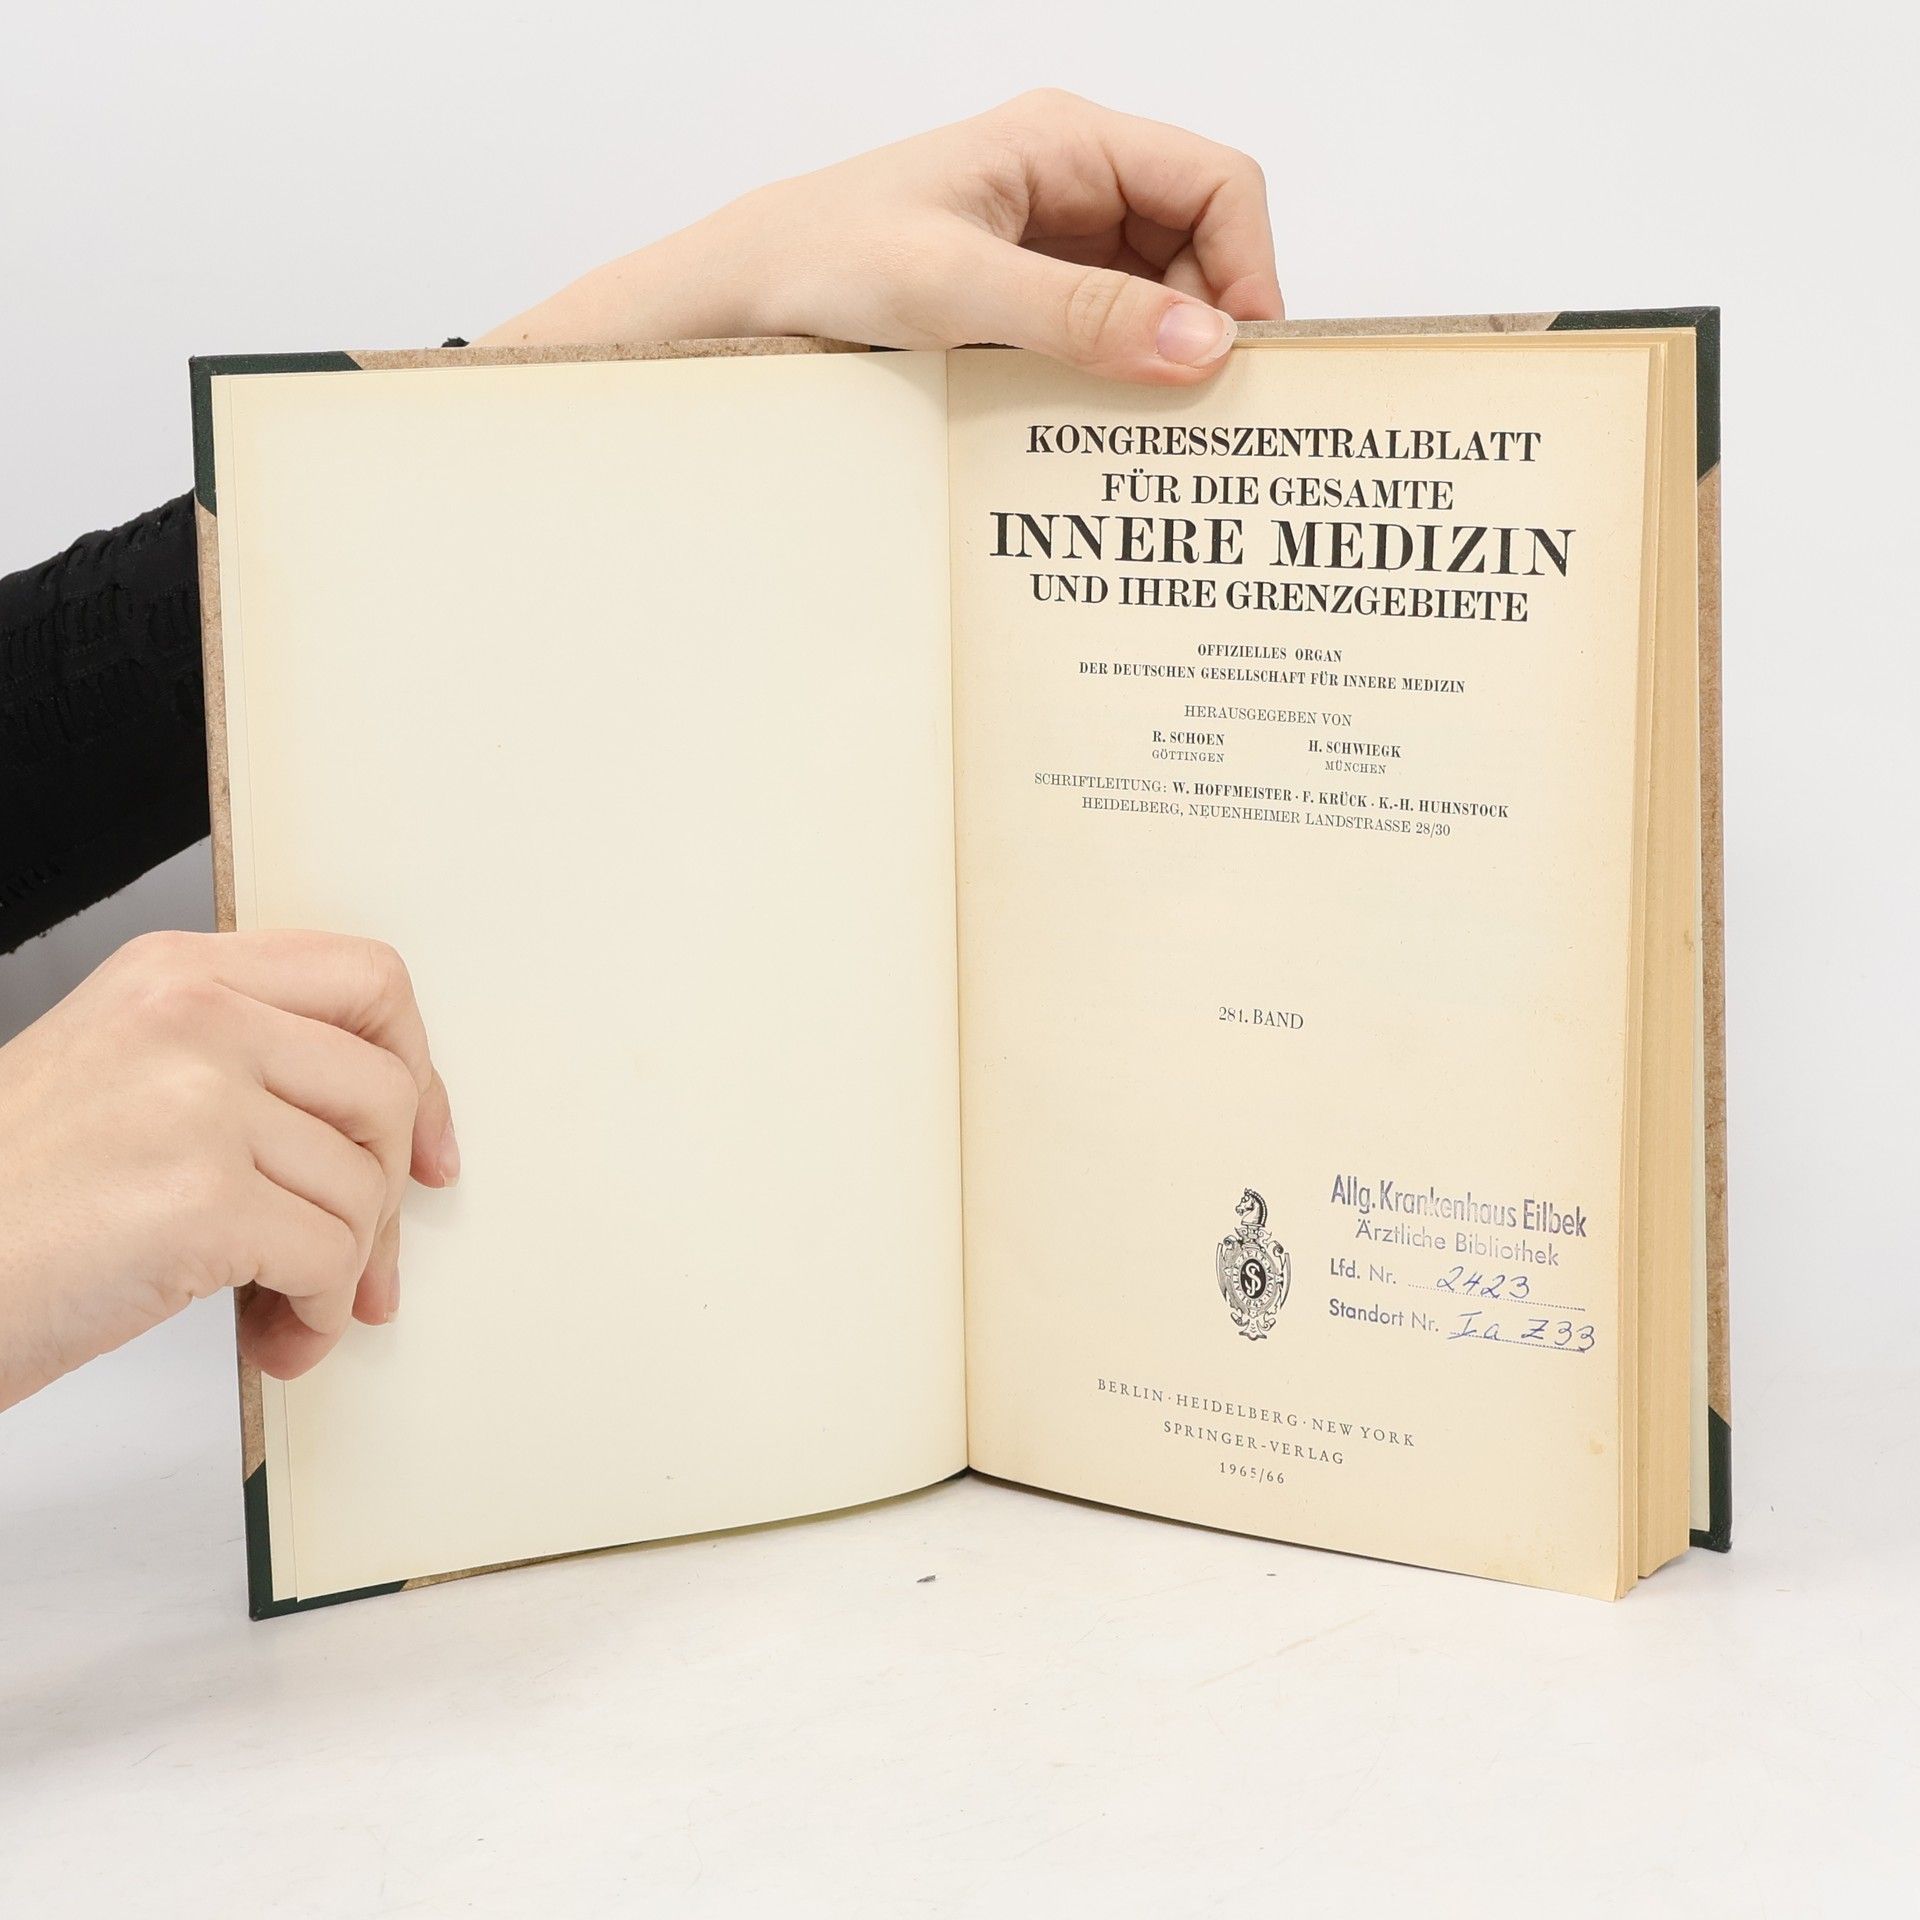 KONGRESSZENTRALBLATT
FÜR DIE GESAMTE
INNERE MEDIZIN
UND IHRE GRENZGEBIETE
OFFIZIELLES ORGAN
DER DEUTSCHEN GESELLSCHAFT FÜR INNERE MEDIZIN
HERAUSGEGEBEN VON
R. SCHOEN H. SCHWIEGK
GÖTTINGEN MÜNCHEN
SCHRIFTLEITUNG: W. HOFFMEISTER · F. KRÜCK · K.-H. HUHNSTOCK
HEIDELBERG, NEUENHEIMER LANDSTRASSE 28/30
281. BAND
Allg. Krankenhaus Eilbek
Ärztliche Bibliothek
Lfd. Nr. 2423
Standort Nr. Ia Z33
BERLIN · HEIDELBERG · NEW YORK
SPRINGER-VERLAG
1965/66